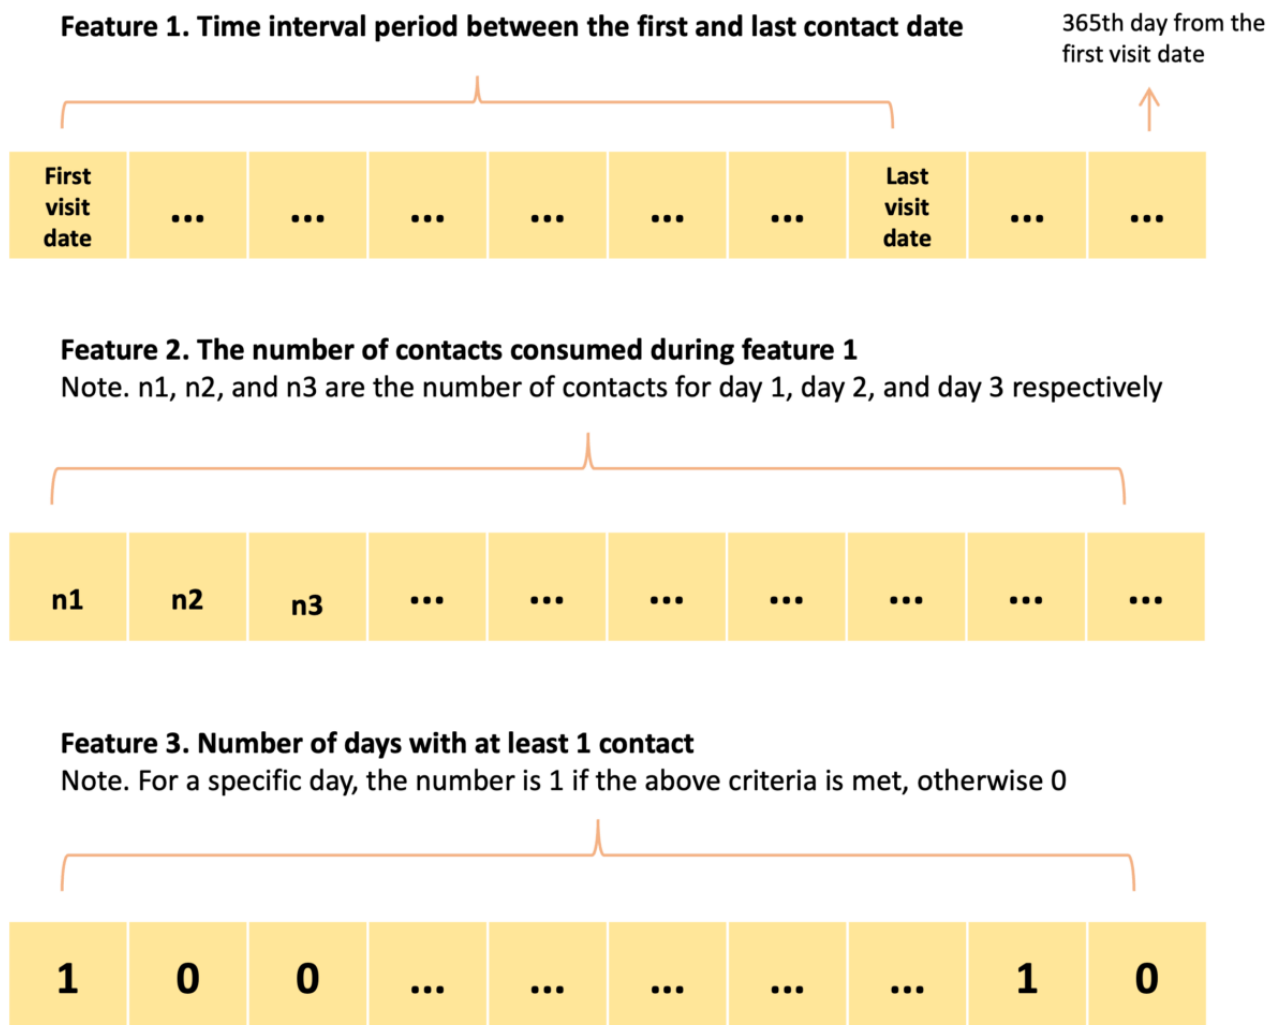 Feature 1. Time interval period between the first and last contact date
365th day from the
first visit date
First
visit
date
...
...
...
...
...
...
Last
visit
date
...
...
Feature 2. The number of contacts consumed during feature 1
Note. n1, n2, and n3 are the number of contacts for day 1, day 2, and day 3 respectively
n1 n2 n3 ... ... ... ... ... ... ...
Feature 3. Number of days with at least 1 contact
Note. For a specific day, the number is 1 if the above criteria is met, otherwise 0
1 0 0 ... ... ... ... ... 1 0